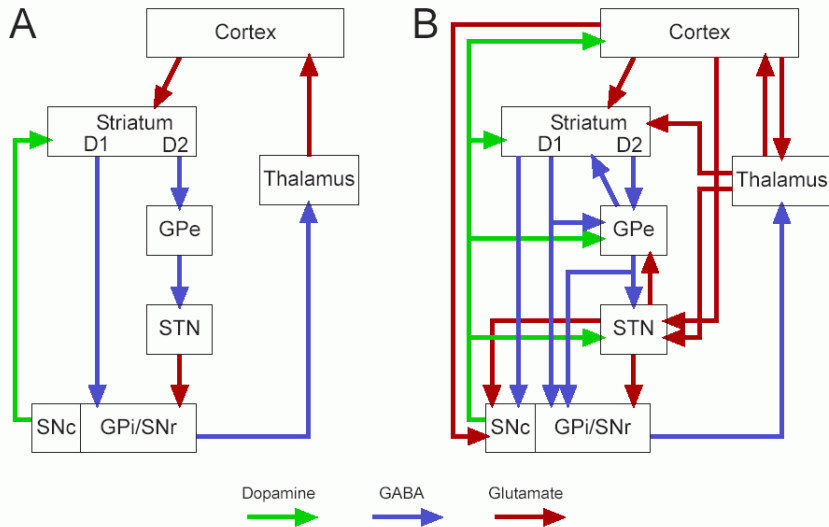 A
Cortex
Striatum
D1 D2
Thalamus
GPe
STN
SNc GPi/SNr
B
Cortex
Striatum
D1 D2
Thalamus
GPe
STN
SNc GPi/SNr
Dopamine GABA Glutamate